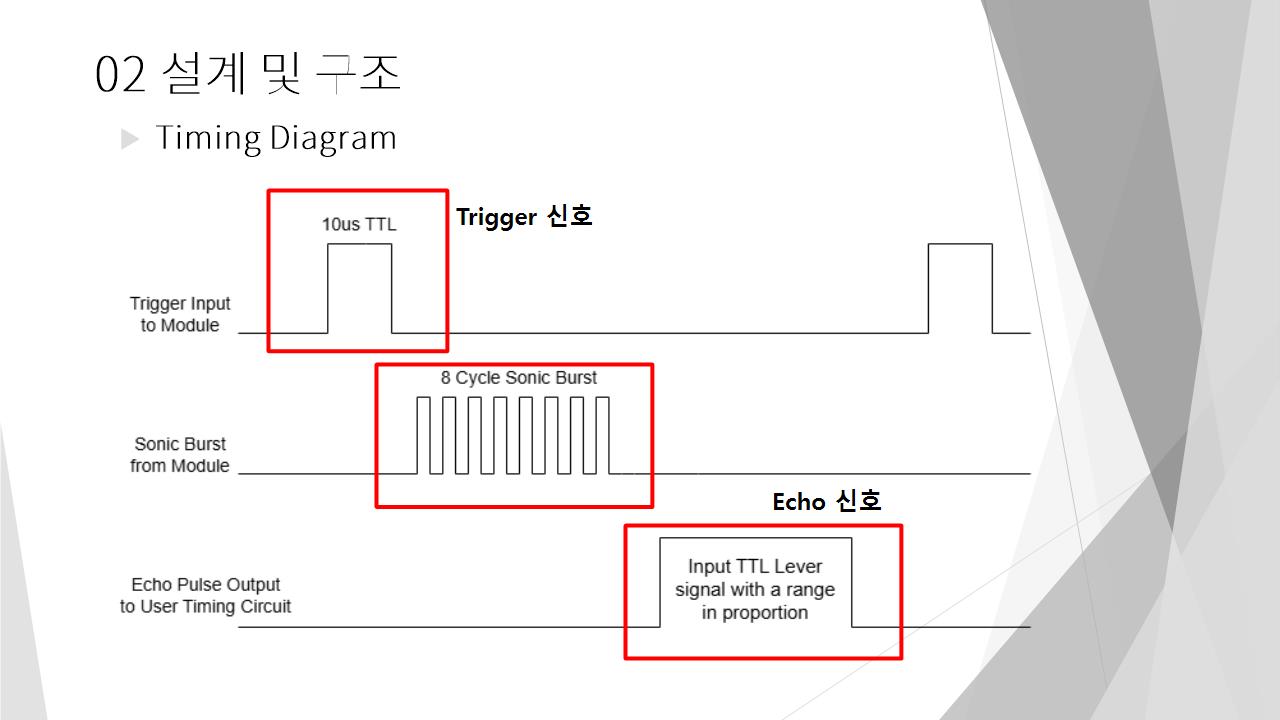 02 설계 및 구조
Timing Diagram
10us TTL
Trigger 신호
Trigger Input
to Module
8 Cycle Sonic Burst
Sonic Burst
from Module
Echo 신호
Echo Pulse Output
to User Timing Circuit
Input TTL Lever
signal with a range
in proportion